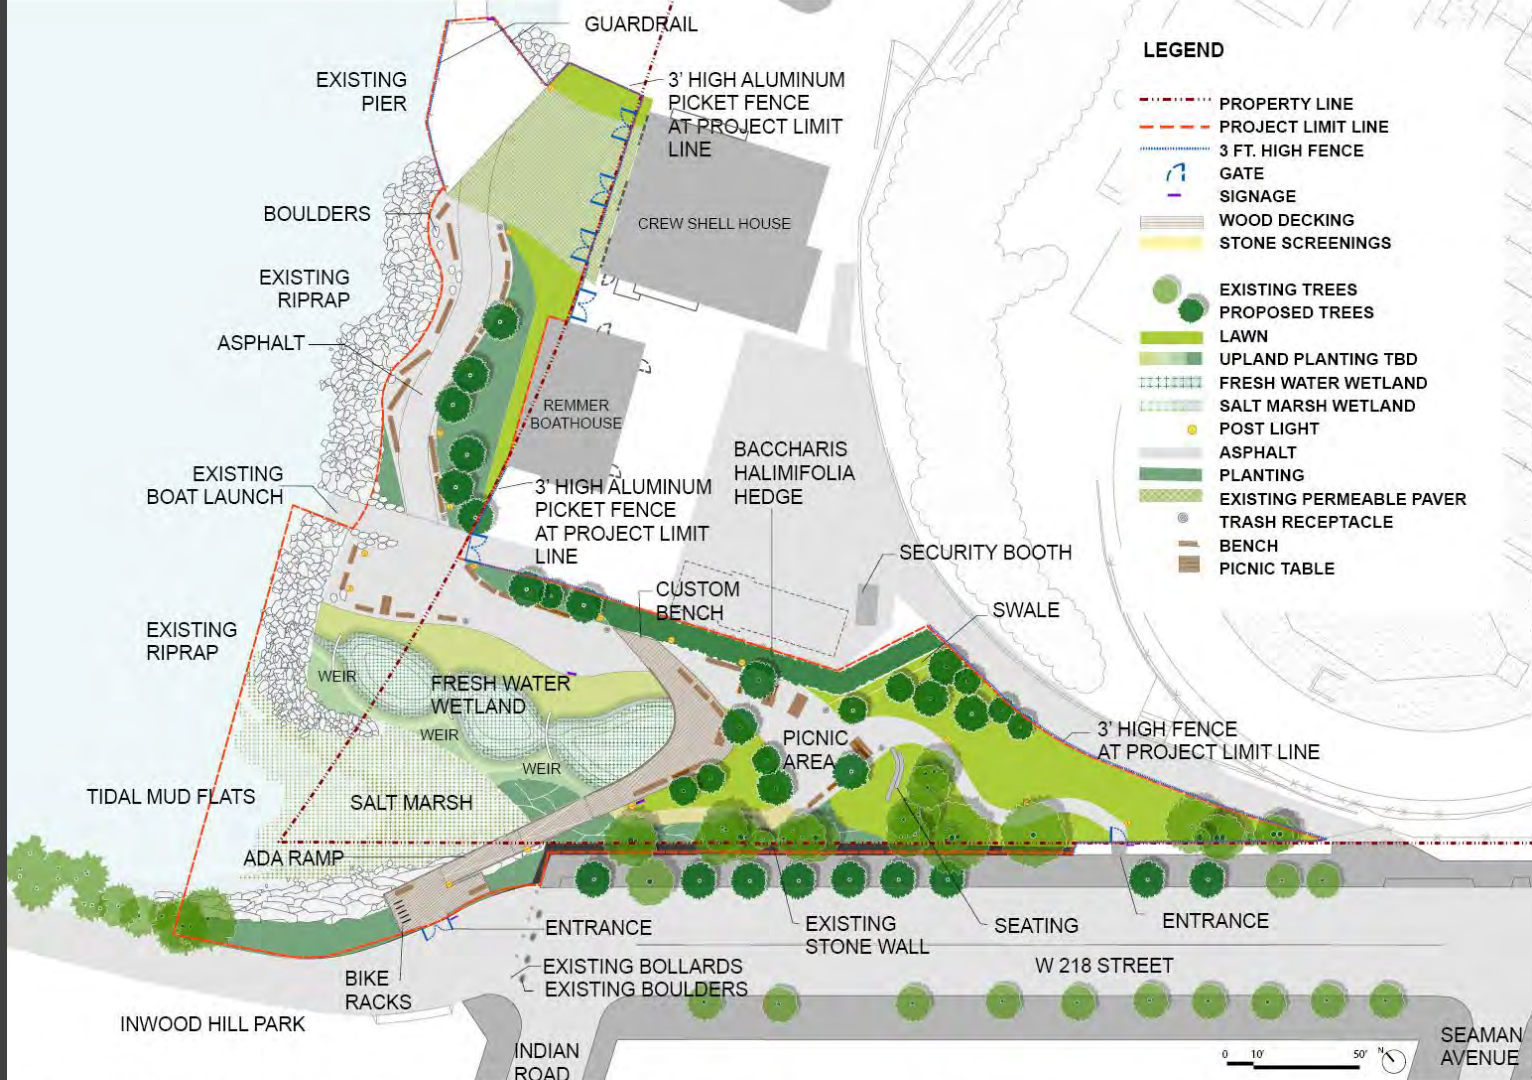 GUARDRAIL
EXISTING
PIER
3' HIGH ALUMINUM
PICKET FENCE
AT PROJECT LIMIT
LINE
BOULDERS
CREW SHELL HOUSE
EXISTING
RIPRAP
ASPHALT
REMMER
BOATHOUSE
EXISTING
BOAT LAUNCH
3' HIGH ALUMINUM
PICKET FENCE
AT PROJECT LIMIT
LINE
BACCHARIS
HALIMIFOLIA
HEDGE
SECURITY BOOTH
CUSTOM
BENCH
SWALE
EXISTING
RIPRAP
WEIR
FRESH WATER
WETLAND
WEIR
WEIR
PICNIC
AREA
3' HIGH FENCE
AT PROJECT LIMIT LINE
TIDAL MUD FLATS
SALT MARSH
ADA RAMP
ENTRANCE
EXISTING
STONE WALL
SEATING
ENTRANCE
EXISTING BOLLARDS
EXISTING BOULDERS
BIKE
RACKS
W 218 STREET
INWOOD HILL PARK
INDIAN
ROAD
SEAMAN
AVENUE
0 10' 50' N
LEGEND
PROPERTY LINE
PROJECT LIMIT LINE
3 FT. HIGH FENCE
GATE
SIGNAGE
WOOD DECKING
STONE SCREENINGS
EXISTING TREES
PROPOSED TREES
LAWN
UPLAND PLANTING TBD
FRESH WATER WETLAND
SALT MARSH WETLAND
POST LIGHT
ASPHALT
PLANTING
EXISTING PERMEABLE PAVER
TRASH RECEPTACLE
BENCH
PICNIC TABLE